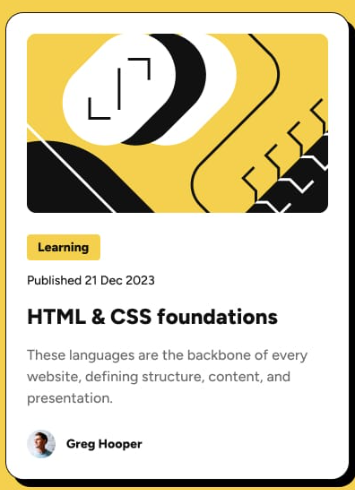 Learning
Published 21 Dec 2023
HTML & CSS foundations
These languages are the backbone of every
website, defining structure, content, and
presentation.
Greg Hooper